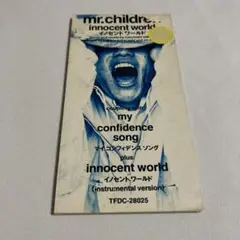 mr.children
innocent world
イノセント ワールド
my
confidence
song
マイ コンフィデンス ソング
plus
innocent world
イノセント ワールド
(instrumental version)
TFDC-28025